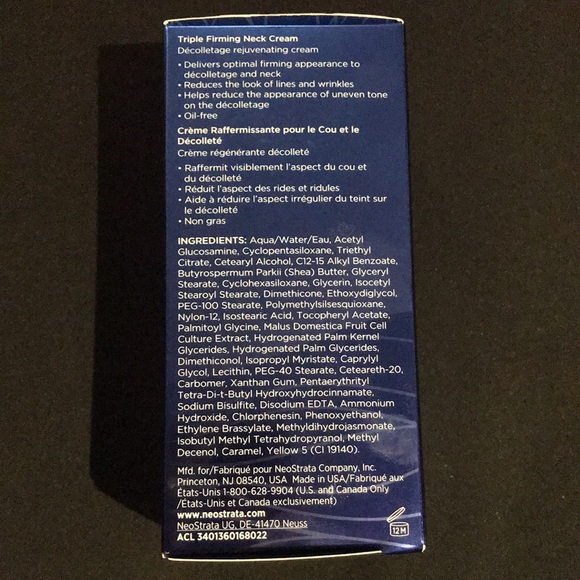 Triple Firming Neck Cream
Décolletage rejuvenating cream
• Delivers optimal firming appearance to
décolletage and neck
• Reduces the look of lines and wrinkles
• Helps reduce the appearance of uneven tone
on the décolletage
• Oil-free
Crème Raffermissante pour le Cou et le
Décolleté
Crème régénérante décolleté
• Raffermit visiblement l'aspect du cou et
du décolleté
• Réduit l'aspect des rides et ridules
• Aide à réduire l'aspect irrégulier du teint sur
le décolleté
• Non gras
INGREDIENTS: Aqua/Water/Eau, Acetyl
Glucosamine, Cyclopentasiloxane, Triethyl
Citrate, Cetearyl Alcohol, C12-15 Alkyl Benzoate,
Butyrospermum Parkii (Shea) Butter, Glyceryl
Stearate, Cyclohexasiloxane, Glycerin, Isocetyl
Stearoyl Stearate, Dimethicone, Ethoxydiglycol,
PEG-100 Stearate, Polymethylsilsesquioxane,
Nylon-12, Isostearic Acid, Tocopheryl Acetate,
Palmitoyl Glycine, Malus Domestica Fruit Cell
Culture Extract, Hydrogenated Palm Kernel
Glycerides, Hydrogenated Palm Glycerides,
Dimethiconol, Isopropyl Myristate, Caprylyl
Glycol, Lecithin, PEG-40 Stearate, Ceteareth-20,
Carbomer, Xanthan Gum, Pentaerythrityl
Tetra-Di-t-Butyl Hydroxyhydrocinnamate,
Sodium Bisulfite, Disodium EDTA, Ammonium
Hydroxide, Chlorphenesin, Phenoxyethanol,
Ethylene Brassylate, Methyldihydrojasmonate,
Isobutyl Methyl Tetrahydropyranol, Methyl
Decenol, Caramel, Yellow 5 (CI 19140).
Mfd. for/Fabriqué pour NeoStrata Company, Inc.
Princeton, NJ 08540, USA Made in USA/Fabriqué aux
États-Unis 1-800-628-9904 (U.S. and Canada Only
/États-Unis et Canada exclusivement)
www.neostrata.com
NeoStrata UG, DE-41470 Neuss
ACL 3401360168022
12M